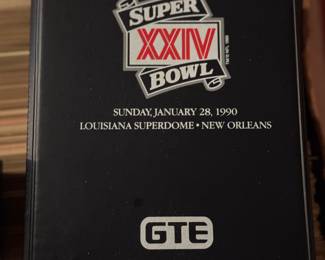 SUPER
XXIV
BOWL
SUNDAY, JANUARY 28, 1990
LOUISIANA SUPERDOME • NEW ORLEANS
GTE